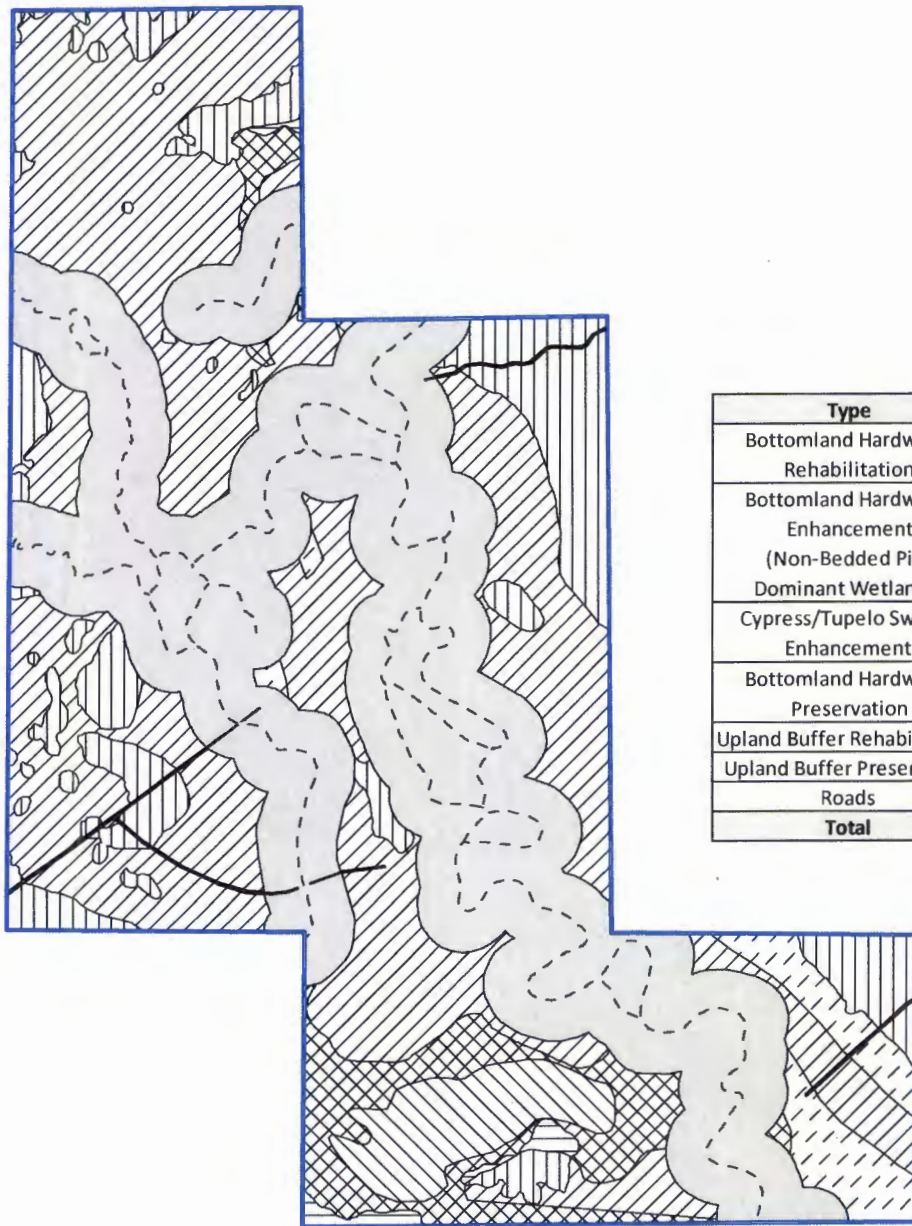 Type
Bottomland Hardw
Rehabilitation
Bottomland Hardw
Enhancement
(Non-Bedded Pi
Dominant Wetlan
Cypress/Tupelo Sw
Enhancement
Bottomland Hardw
Preservation
Upland Buffer Rehabi
Upland Buffer Preser
Roads
Total